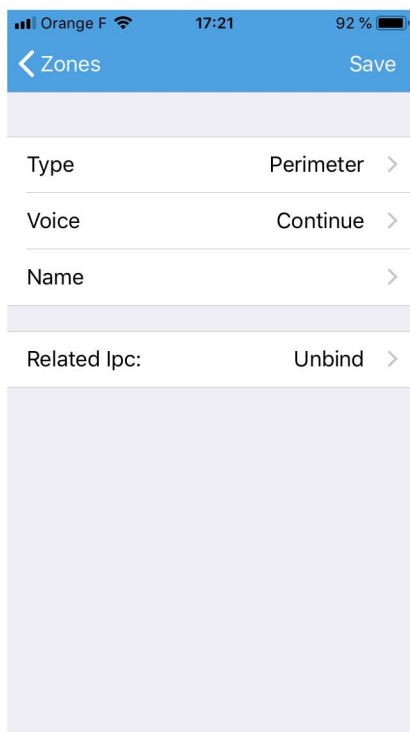 Orange F 17:21 92 %
Zones Save
Type Perimeter
Voice Continue
Name
Related Ipc: Unbind